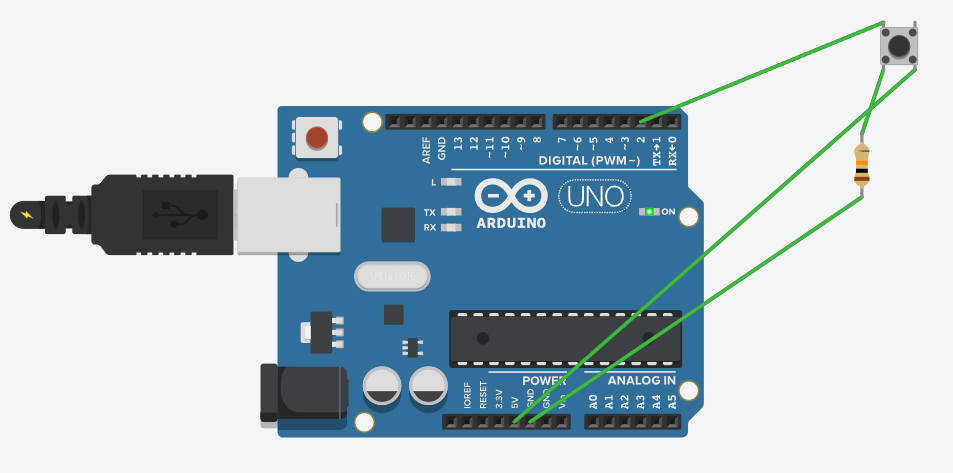 AREF
GND
13
12
~11
~10
~9
8
7
~6
~5
4
~3
2
TX→1
RX←0
DIGITAL (PWM~)
L
TX
RX
UNO
ON
ARDUINO
POWER
ANALOG IN
IOREF
RESET
3.3V
5V
GND
GND
A0
A1
A2
A3
A4
A5